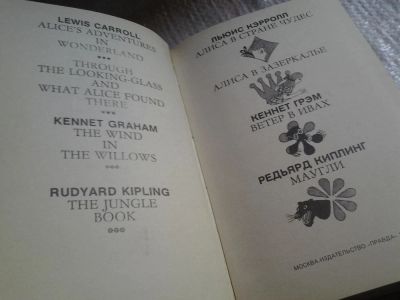 LEWIS CARROLL
ALICE'S ADVENTURES
IN
WONDERLAND
THROUGH
THE LOOKING-GLASS
AND
WHAT ALICE FOUND
THERE
KENNET GRAHAM
THE WIND
IN
THE WILLOWS
RUDYARD KIPLING
THE JUNGLE
BOOK
ЛЬЮИС КЭРРОЛЛ
АЛИСА В СТРАНЕ ЧУДЕС
АЛИСА В ЗАЗЕРКАЛЬЕ
КЕННЕТ ГРЭМ
ВЕТЕР В ИВАХ
РЕДЬЯРД КИПЛИНГ
МАУГЛИ
МОСКВА·ИЗДАТЕЛЬСТВО «ПРАВДА»